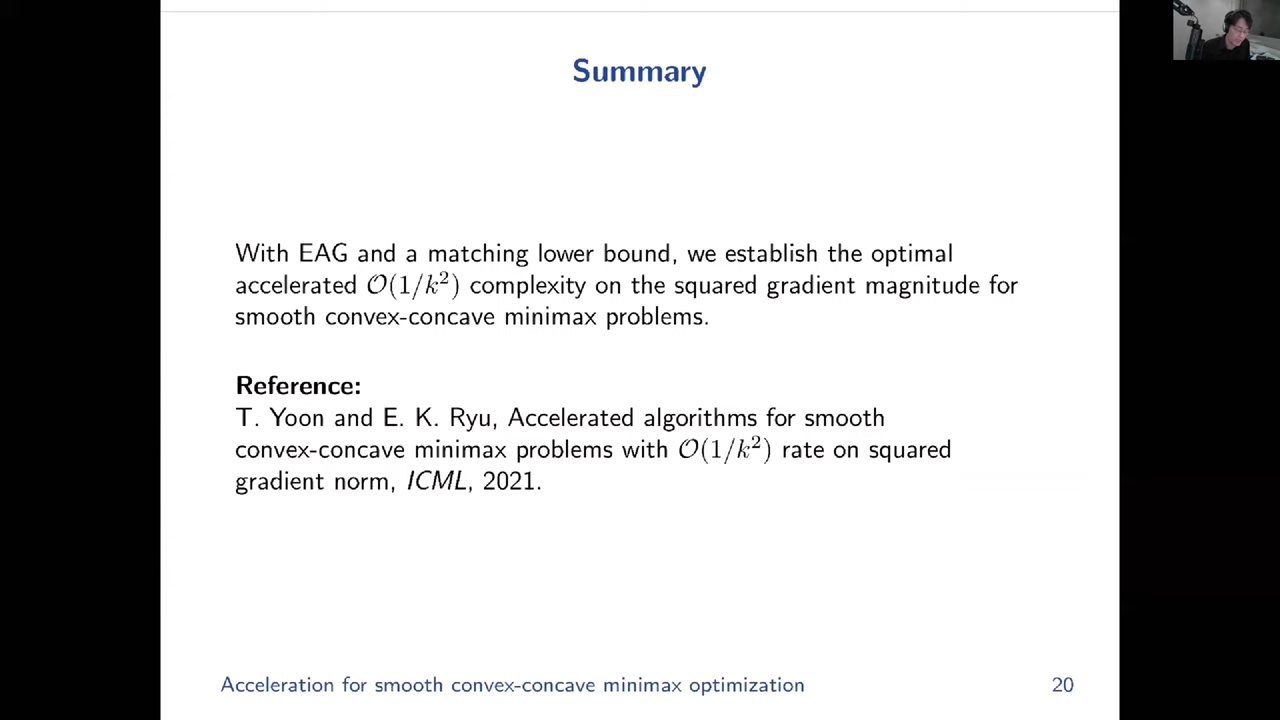 Summary
With EAG and a matching lower bound, we establish the optimal
accelerated 𝒪(1/k²) complexity on the squared gradient magnitude for
smooth convex-concave minimax problems.
Reference:
T. Yoon and E. K. Ryu, Accelerated algorithms for smooth
convex-concave minimax problems with 𝒪(1/k²) rate on squared
gradient norm, ICML, 2021.
Acceleration for smooth convex-concave minimax optimization 20